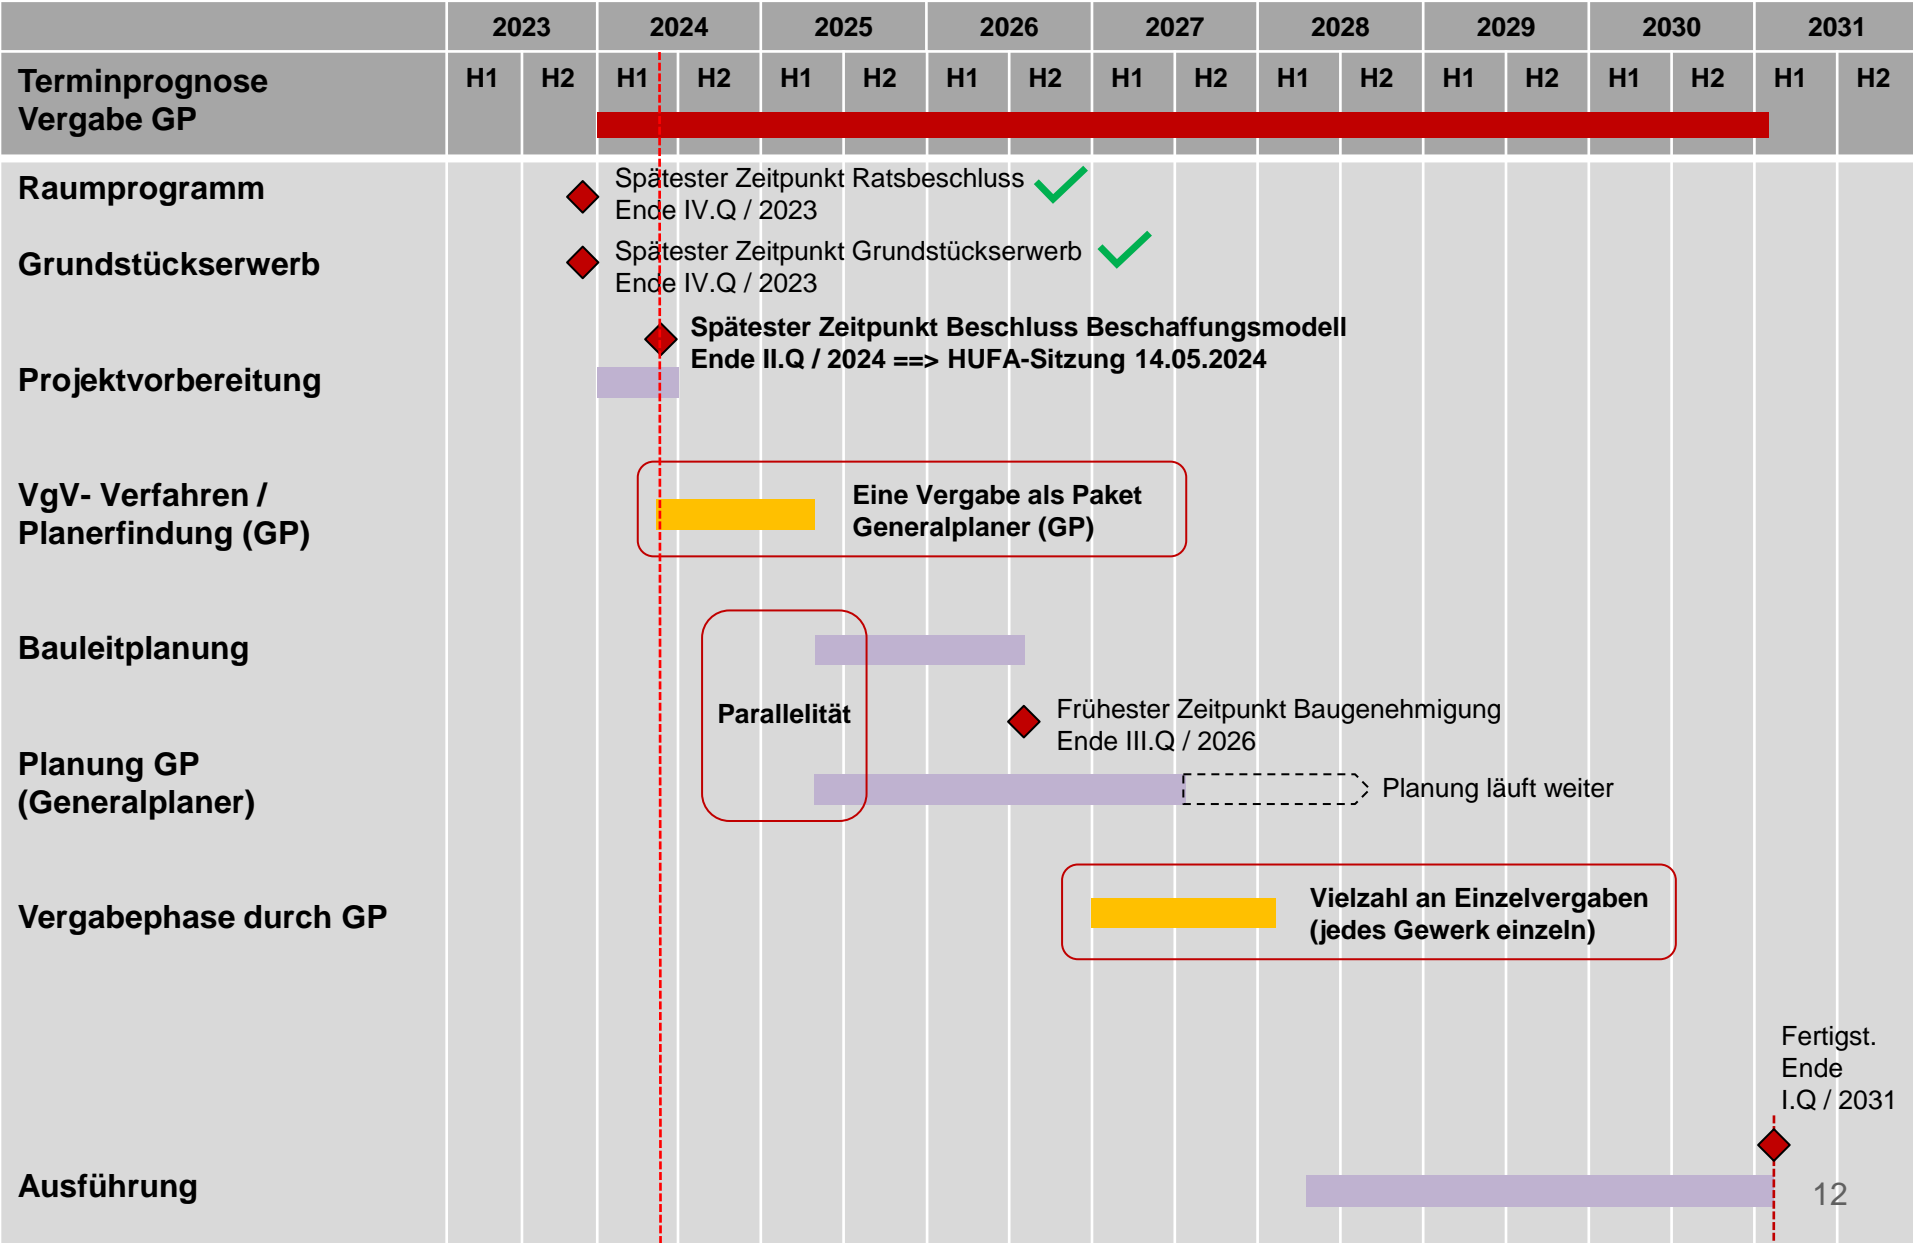 2023 2024 2025 2026 2027 2028 2029 2030 2031
Terminprognose
Vergabe GP
H1 H2 H1 H2 H1 H2 H1 H2 H1 H2 H1 H2 H1 H2 H1 H2 H1 H2
Raumprogramm
Spätester Zeitpunkt Ratsbeschluss
Ende IV.Q / 2023
Grundstückserwerb
Spätester Zeitpunkt Grundstückserwerb
Ende IV.Q / 2023
Spätester Zeitpunkt Beschluss Beschaffungsmodell
Ende II.Q / 2024 ==> HUFA-Sitzung 14.05.2024
Projektvorbereitung
VgV- Verfahren /
Planerfindung (GP)
Eine Vergabe als Paket
Generalplaner (GP)
Bauleitplanung
Parallelität
Frühester Zeitpunkt Baugenehmigung
Ende III.Q / 2026
Planung GP
(Generalplaner)
Planung läuft weiter
Vergabephase durch GP
Vielzahl an Einzelvergaben
(jedes Gewerk einzeln)
Fertigst.
Ende
I.Q / 2031
Ausführung
12